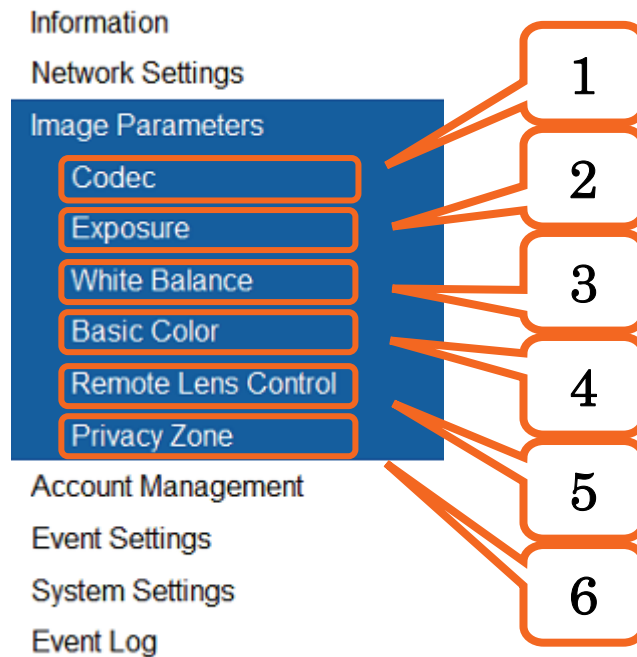 Information
Network Settings
Image Parameters
Codec
Exposure
White Balance
Basic Color
Remote Lens Control
Privacy Zone
Account Management
Event Settings
System Settings
Event Log
1
2
3
4
5
6